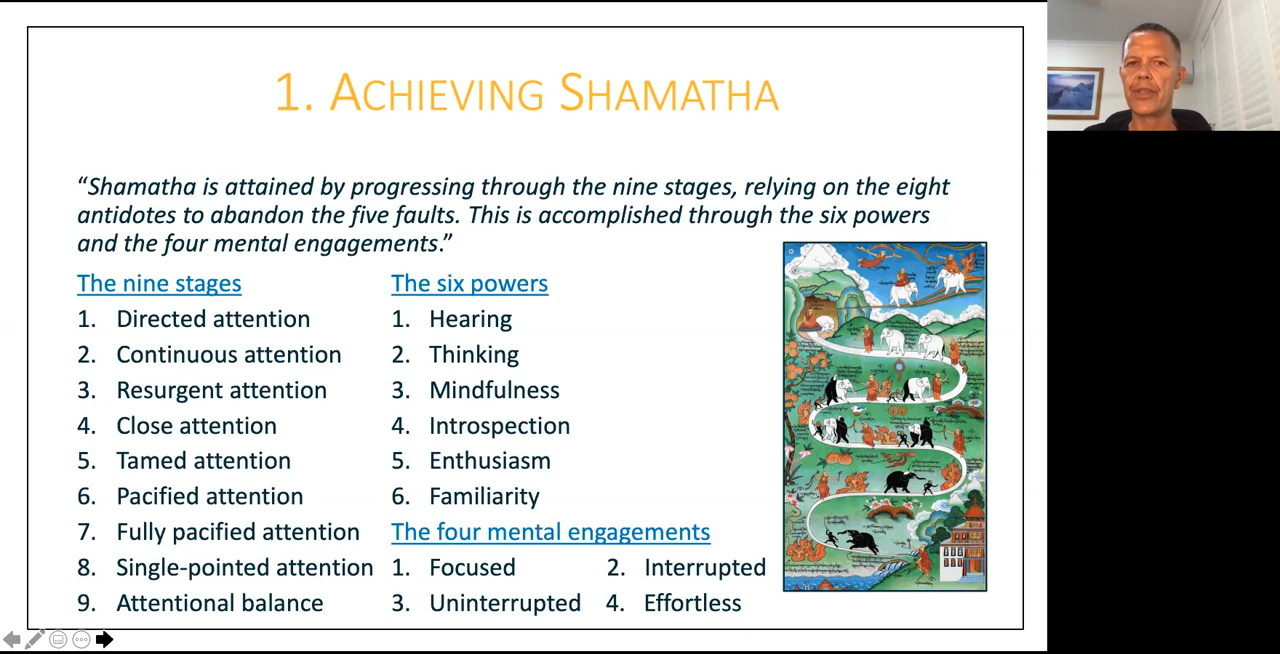 1. Achieving Shamatha
“Shamatha is attained by progressing through the nine stages, relying on the eight
antidotes to abandon the five faults. This is accomplished through the six powers
and the four mental engagements.”
The nine stages
1. Directed attention
2. Continuous attention
3. Resurgent attention
4. Close attention
5. Tamed attention
6. Pacified attention
7. Fully pacified attention
8. Single-pointed attention
9. Attentional balance
The six powers
1. Hearing
2. Thinking
3. Mindfulness
4. Introspection
5. Enthusiasm
6. Familiarity
The four mental engagements
1. Focused 2. Interrupted
3. Uninterrupted 4. Effortless